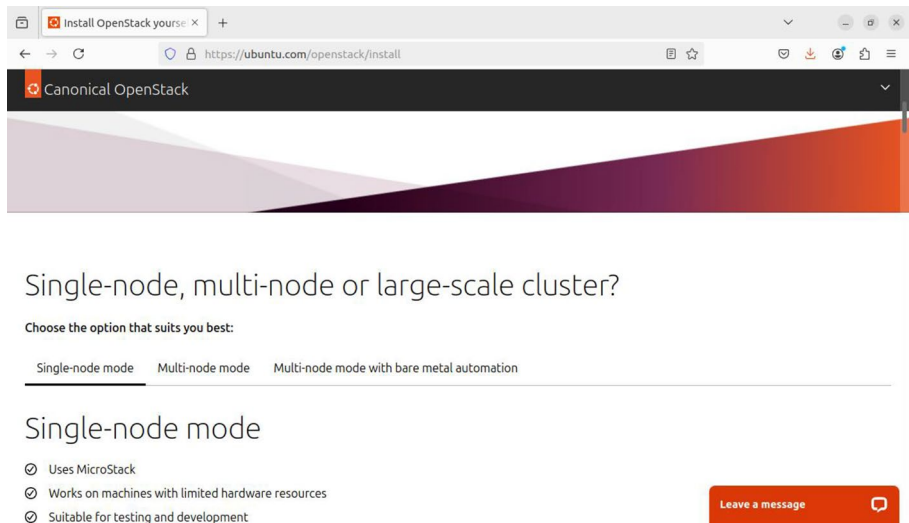 Install OpenStack yourse
https://ubuntu.com/openstack/install
Canonical OpenStack
Single-node, multi-node or large-scale cluster?
Choose the option that suits you best:
Single-node mode Multi-node mode Multi-node mode with bare metal automation
Single-node mode
Uses MicroStack
Works on machines with limited hardware resources
Suitable for testing and development
Leave a message